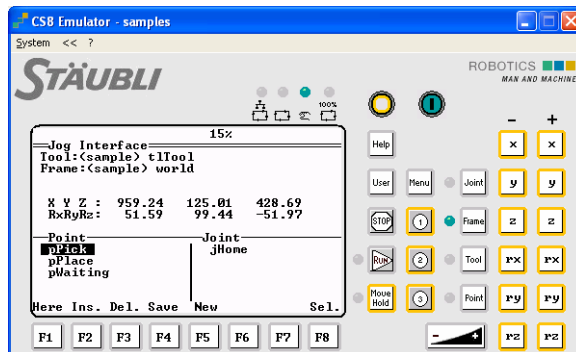 CS8 Emulator - samples
System << ?
STÄUBLI
ROBOTICS
MAN AND MACHINE
100%
15%
Jog Interface
Tool:(sample) tlTool
Frame:(sample) world
X Y Z : 959.24 125.01 428.69
RxRyRz: 51.59 99.44 -51.97
Point Joint
pPick jHome
pPlace
pWaiting
Here Ins. Del. Save New Sel.
F1 F2 F3 F4 F5 F6 F7 F8
- +
Help x x
User Menu Joint y y
STOP 1 Frame z z
RUN 2 Tool rx rx
Move Hold 3 Point ry ry
- + rz rz